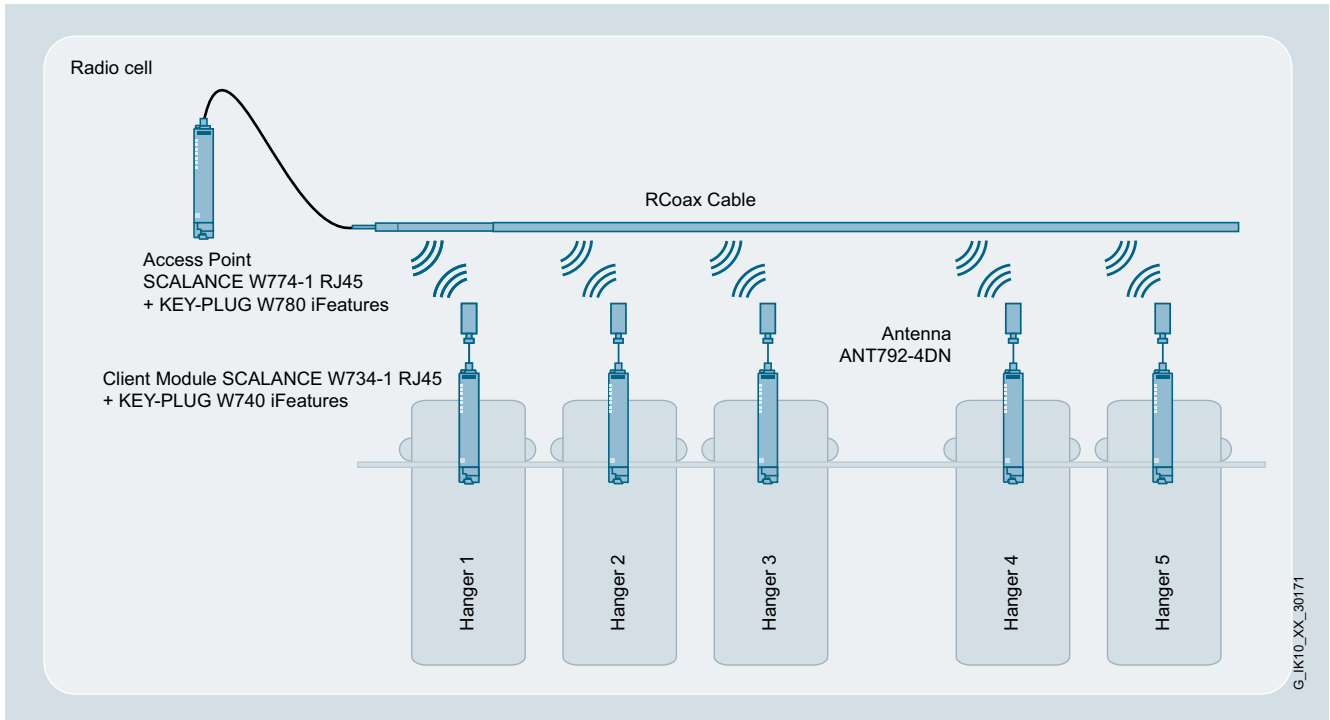 Radio cell
RCoax Cable
Access Point
SCALANCE W774-1 RJ45
+ KEY-PLUG W780 iFeatures
Antenna
ANT792-4DN
Client Module SCALANCE W734-1 RJ45
+ KEY-PLUG W740 iFeatures
Hanger 1
Hanger 2
Hanger 3
Hanger 4
Hanger 5
G_IK10_XX_30171